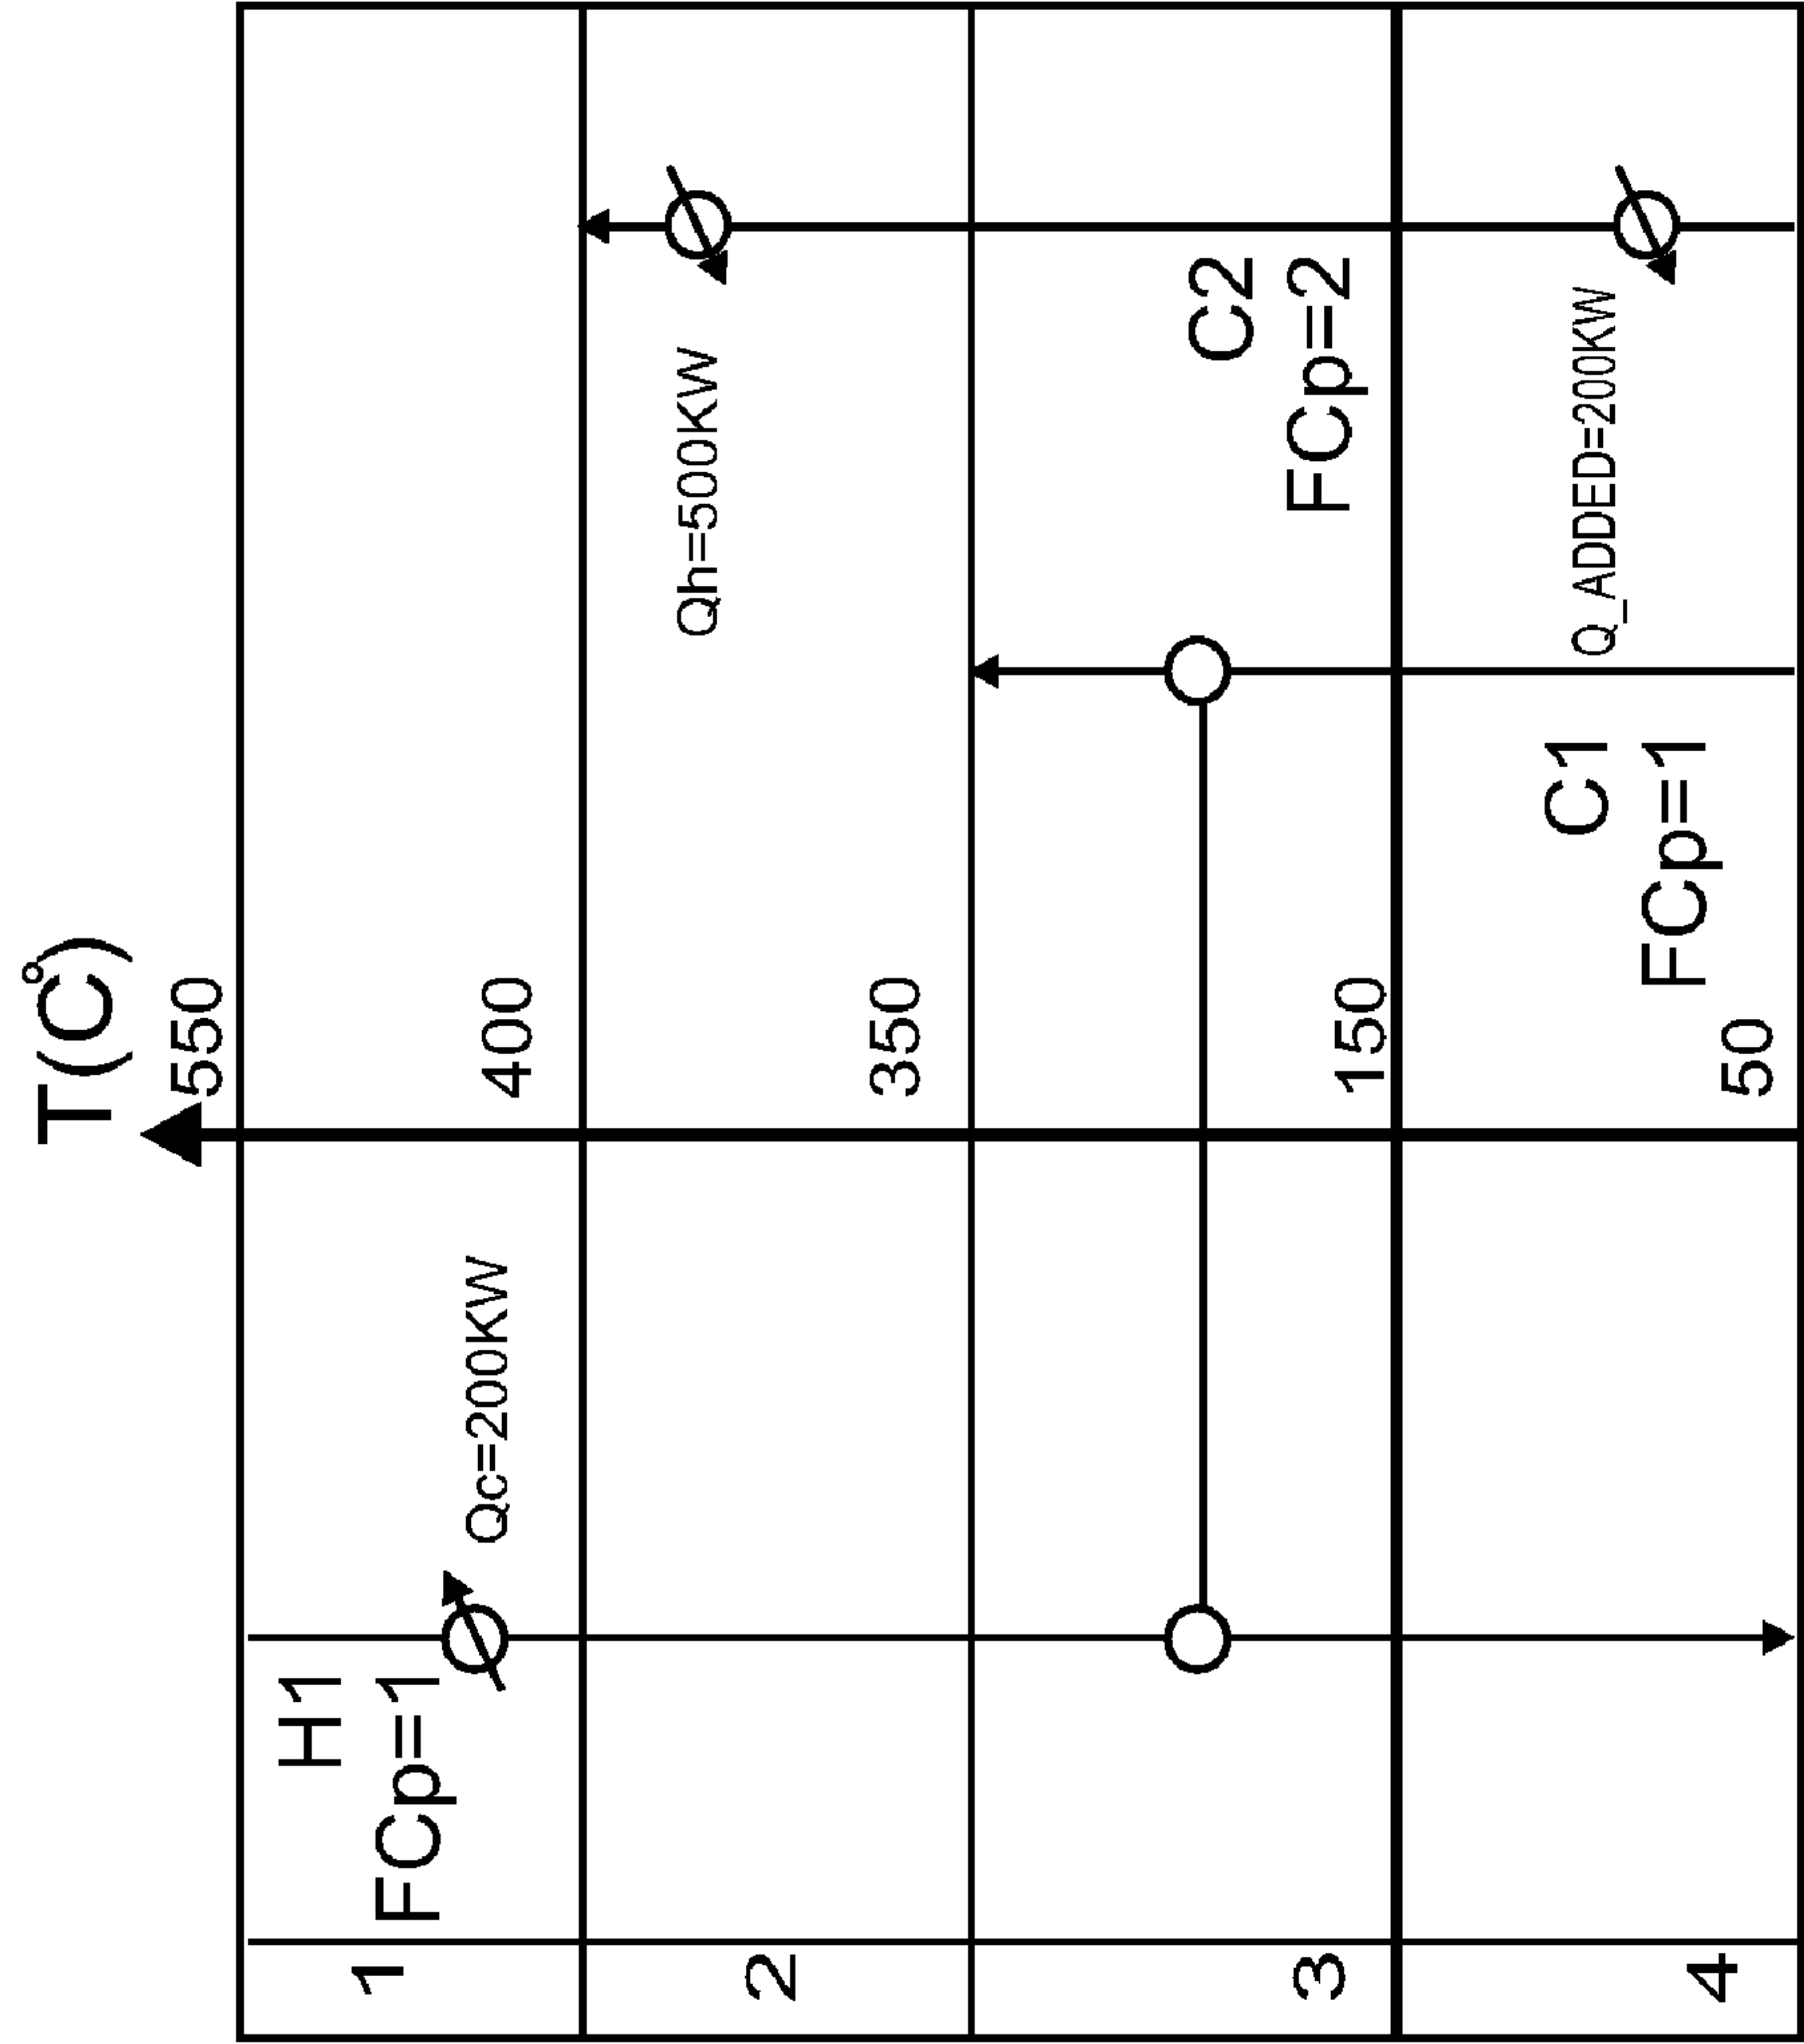 T(C°)
550
400
350
150
50
H1
FCp=1
Qc=200KW
Qh=500KW
C2
FCp=2
Q_ADDED=200KW
C1
FCp=1
1
2
3
4